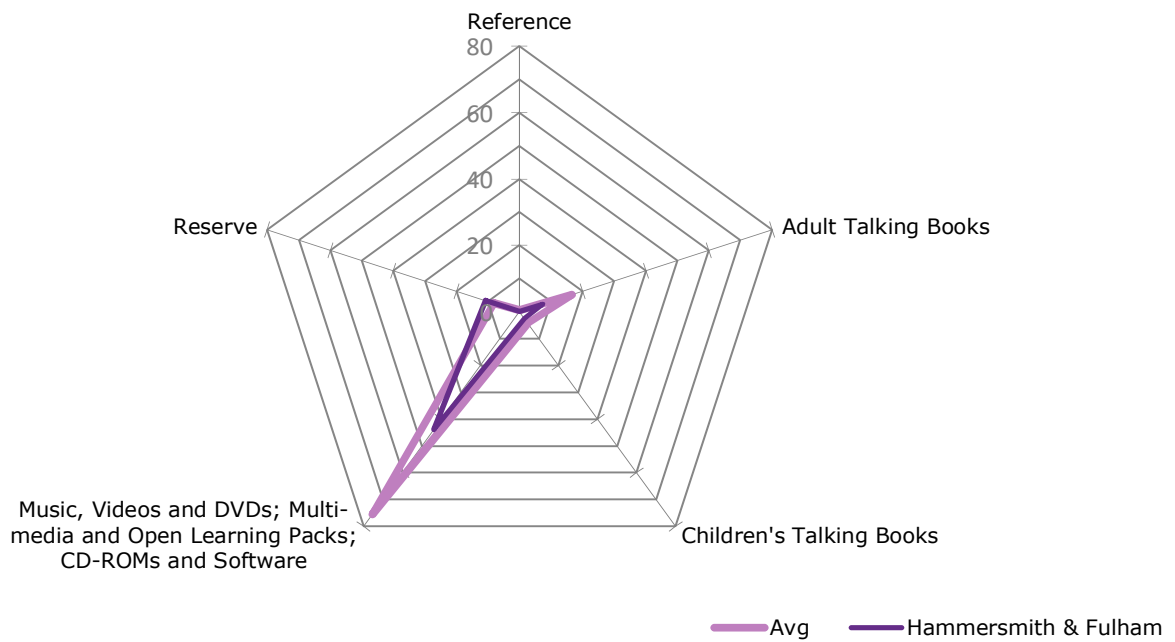 Reference
80
60
40
20
0
Adult Talking Books
Reserve
Music, Videos and DVDs; Multi-
media and Open Learning Packs;
CD-ROMs and Software
Children's Talking Books
Avg
Hammersmith & Fulham